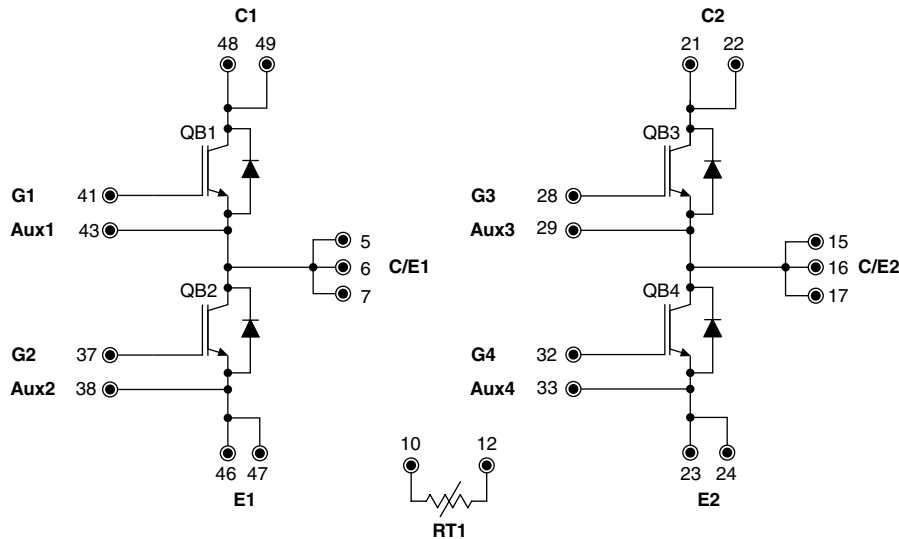 C1 C2
48 49 21 22
QB1 QB3
G1 41 G3 28
Aux1 43 Aux3 29
5 15
6 C/E1 16 C/E2
7 17
QB2 QB4
G2 37 G4 32
Aux2 38 Aux4 33
10 12
46 47 23 24
E1 E2
RT1